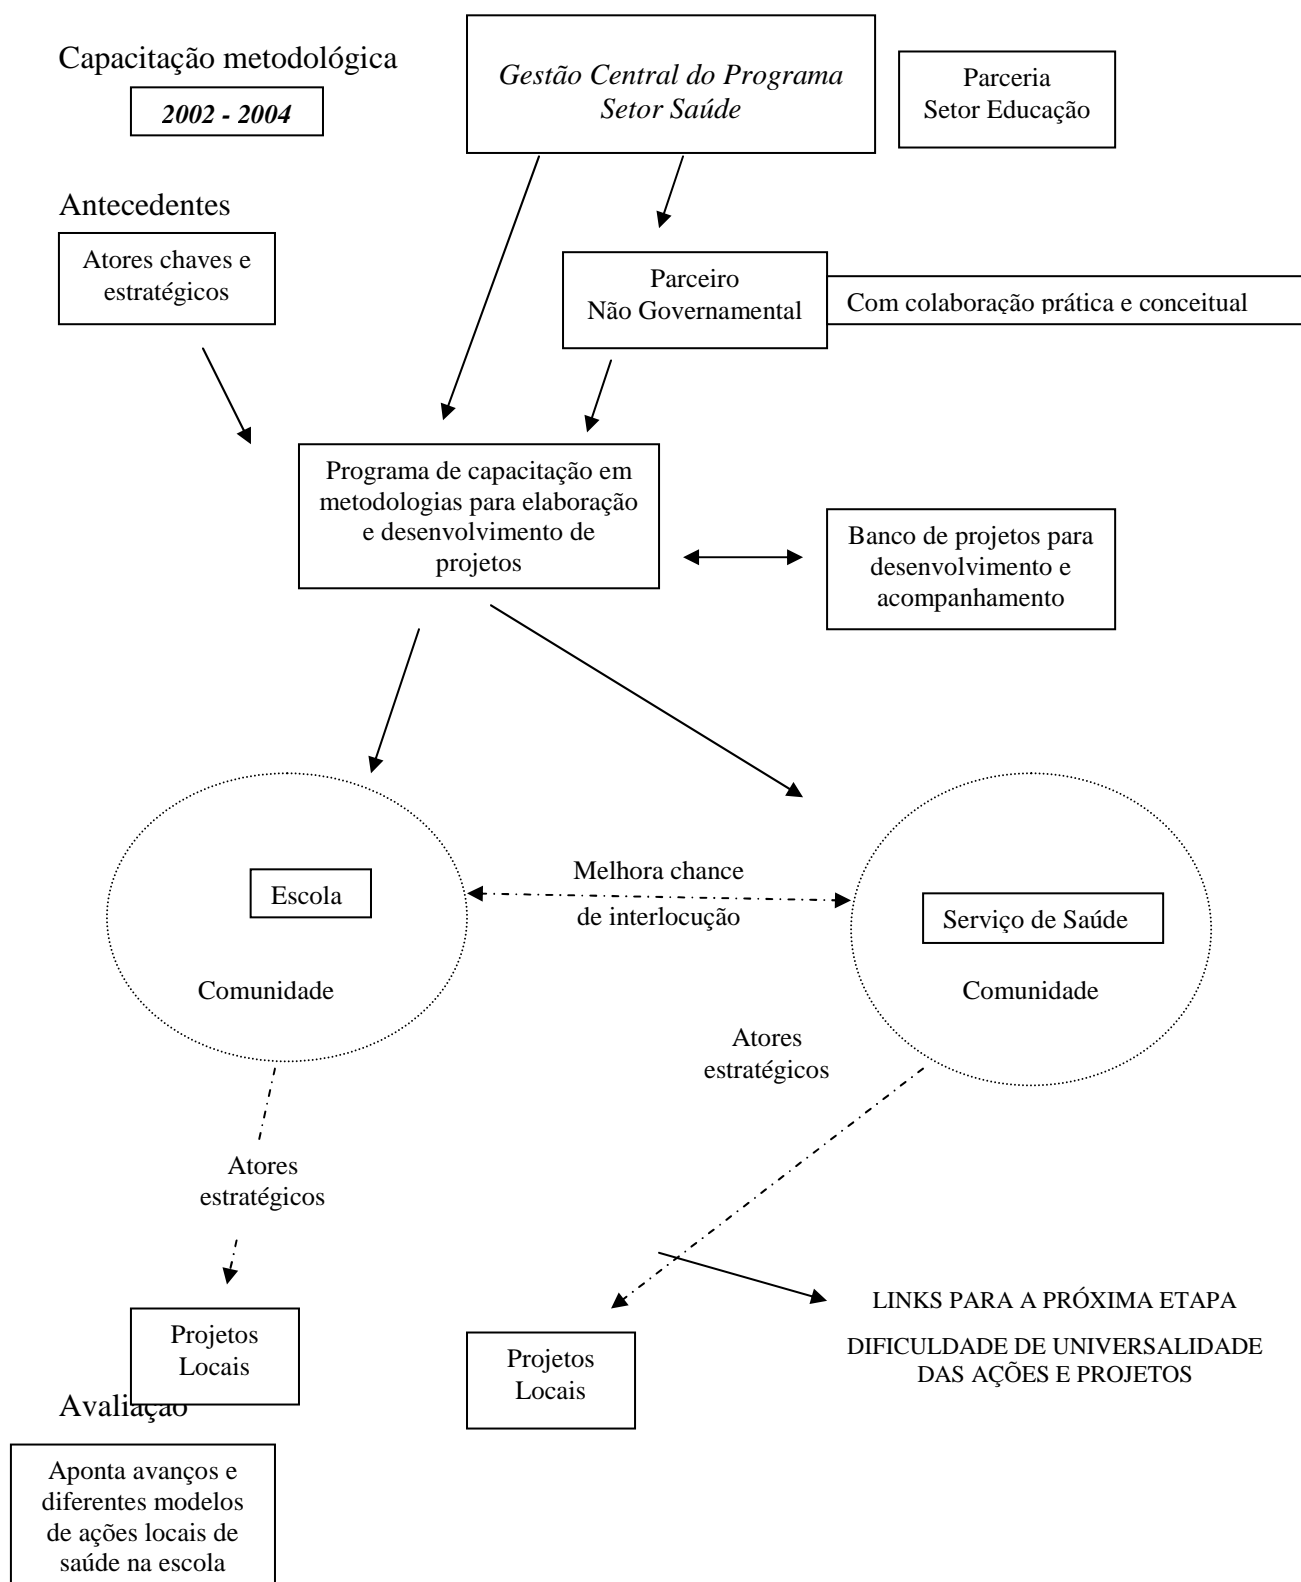 Capacitação metodológica
2002 - 2004
Gestão Central do Programa
Setor Saúde
Parceria
Setor Educação
Antecedentes
Atores chaves e
estratégicos
Parceiro
Não Governamental
Com colaboração prática e conceitual
Programa de capacitação em
metodologias para elaboração
e desenvolvimento de
projetos
Banco de projetos para
desenvolvimento e
acompanhamento
Escola
Comunidade
Melhora chance
de interlocução
Serviço de Saúde
Comunidade
Atores
estratégicos
Atores
estratégicos
Projetos
Locais
Projetos
Locais
LINKS PARA A PRÓXIMA ETAPA
DIFICULDADE DE UNIVERSALIDADE
DAS AÇÕES E PROJETOS
Avaliação
Aponta avanços e
diferentes modelos
de ações locais de
saúde na escola